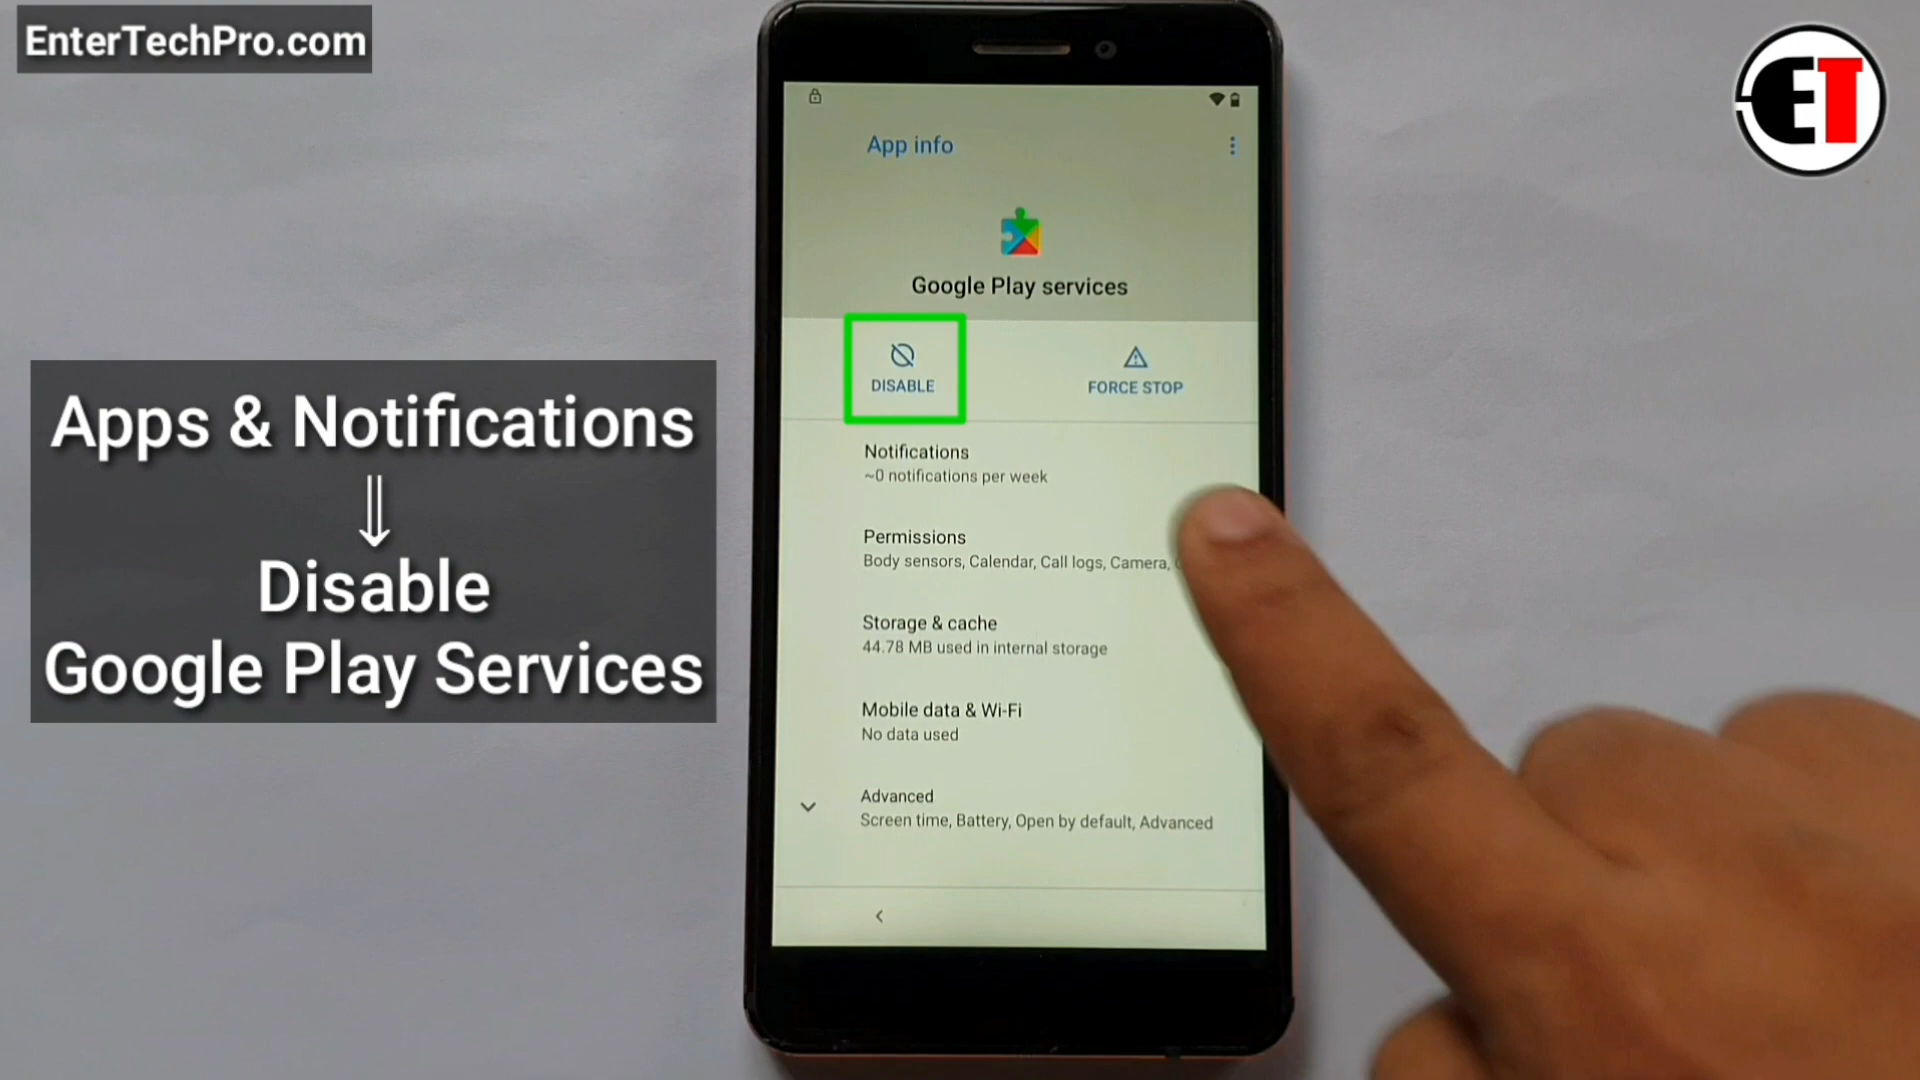 EnterTechPro.com
ET
App info
Google Play services
DISABLE
FORCE STOP
Notifications
~0 notifications per week
Permissions
Body sensors, Calendar, Call logs, Camera,
Storage & cache
44.78 MB used in internal storage
Mobile data & Wi-Fi
No data used
Advanced
Screen time, Battery, Open by default, Advanced
Apps & Notifications
⇓
Disable
Google Play Services